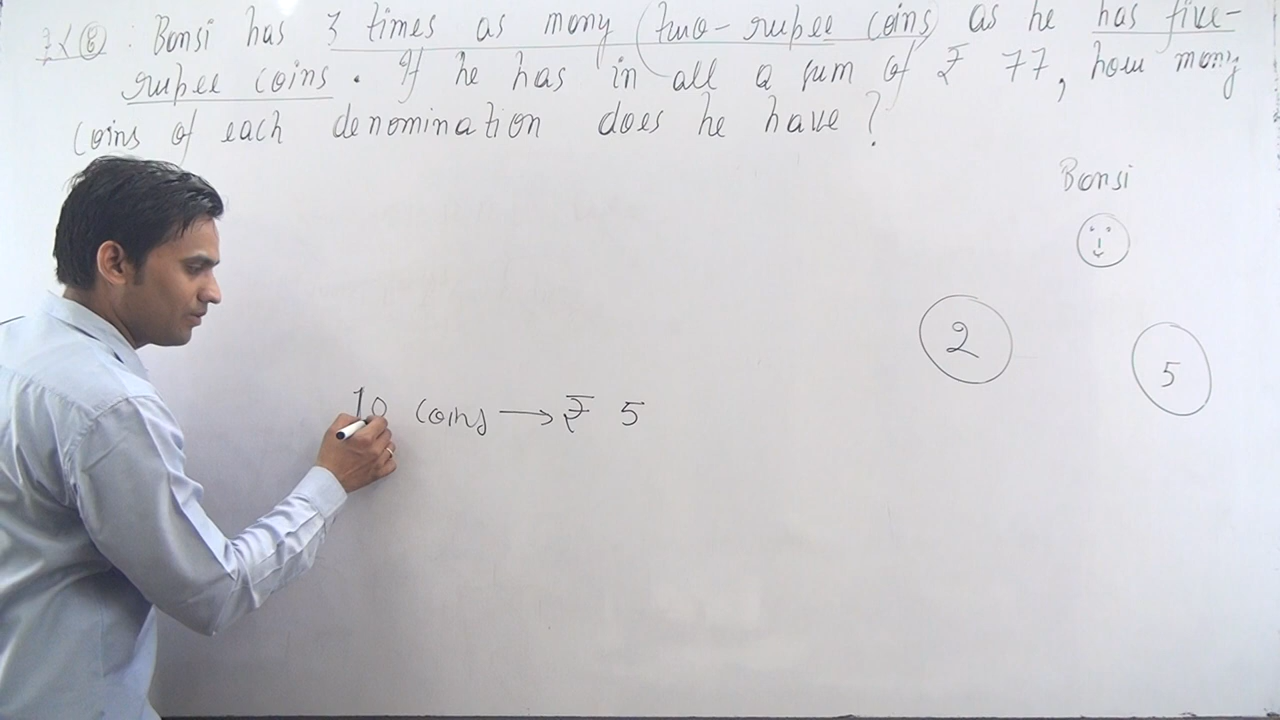 Ex 8 : Bansi has 3 times as many (two-rupee coins) as he has five-
rupee coins. If he has in all a sum of ₹ 77, how many
coins of each denomination does he have?
Bansi
2
5
10 coins → ₹ 5